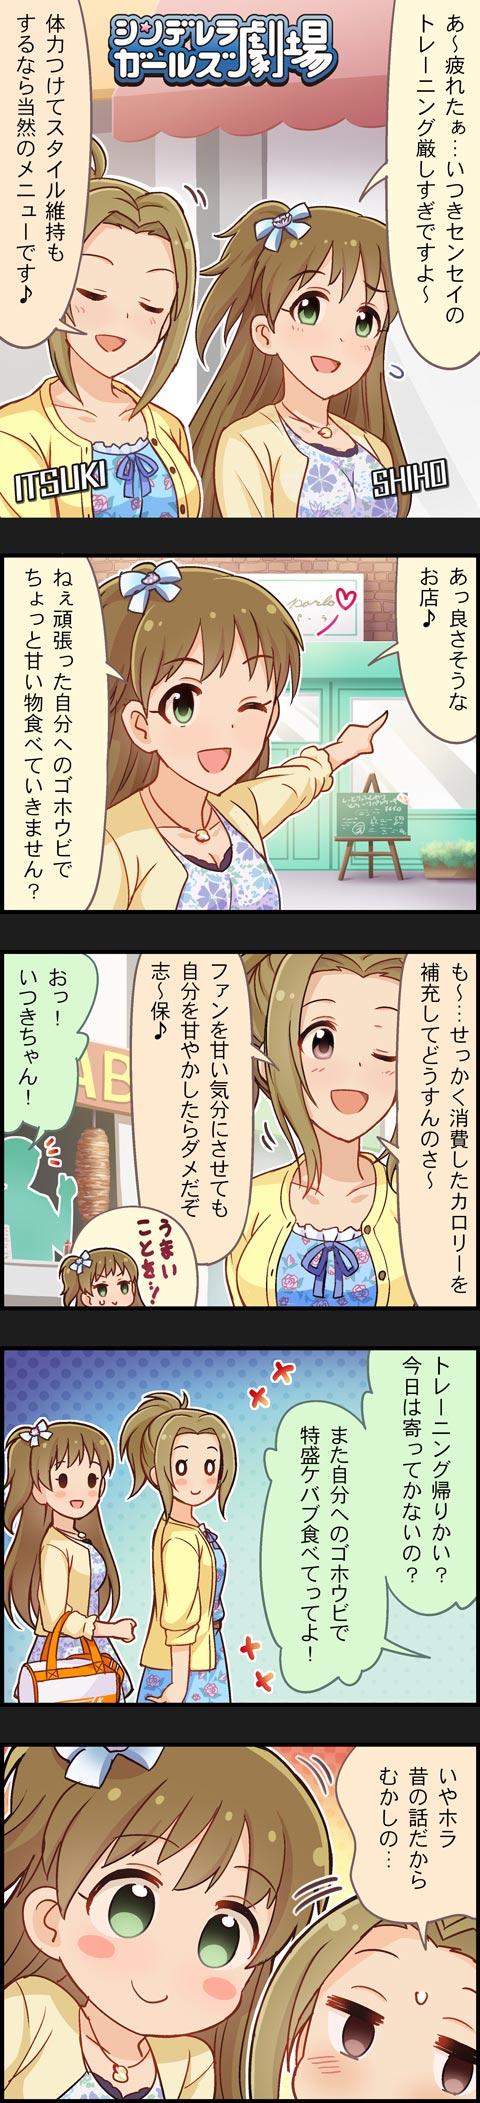 シンデレラ
ガールズ劇場
あ〜疲れたぁ…いつきセンセイの
トレーニング厳しすぎですよ〜
体力つけてスタイル維持も
するなら当然のメニューです♪
ITSUKI
SHIHO
あっ良さそうな
お店♪
ねぇ頑張った自分へのゴホウビで
ちょっと甘い物食べていきません？
も〜…せっかく消費したカロリーを
補充してどうすんのさ〜
ファンを甘い気分にさせても
自分を甘やかしたらダメだぞ
志〜保♪
おっ！
いつきちゃん！
AB
うまい
ことを…！
トレーニング帰りかい？
今日は寄ってかないの？
また自分へのゴホウビで
特盛ケバブ食べてってよ！
いやホラ
昔の話だから
むかしの…